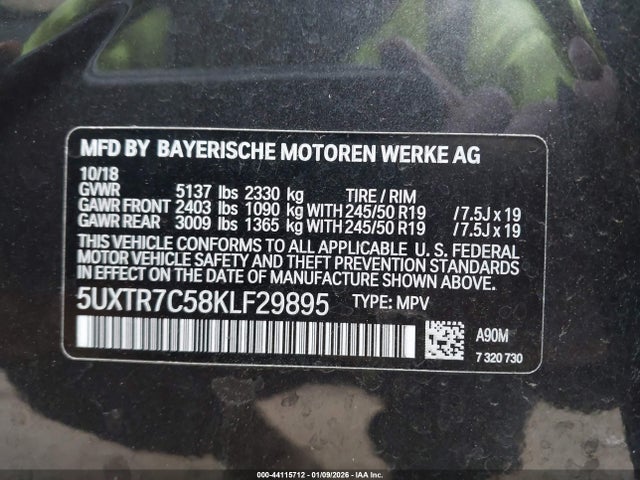 MFD BY BAYERISCHE MOTOREN WERKE AG
10/18
GVWR 5137 lbs 2330 kg TIRE / RIM
GAWR FRONT 2403 lbs 1090 kg WITH 245/50 R19 / 7.5J x 19
GAWR REAR 3009 lbs 1365 kg WITH 245/50 R19 / 7.5J x 19
THIS VEHICLE CONFORMS TO ALL APPLICABLE U. S. FEDERAL
MOTOR VEHICLE SAFETY AND THEFT PREVENTION STANDARDS
IN EFFECT ON THE DATE OF MANUFACTURE SHOWN ABOVE.
5UXTR7C58KLF29895 TYPE: MPV
A90M
7 320 730
000-44115712 - 01/09/2026 - IAA Inc.